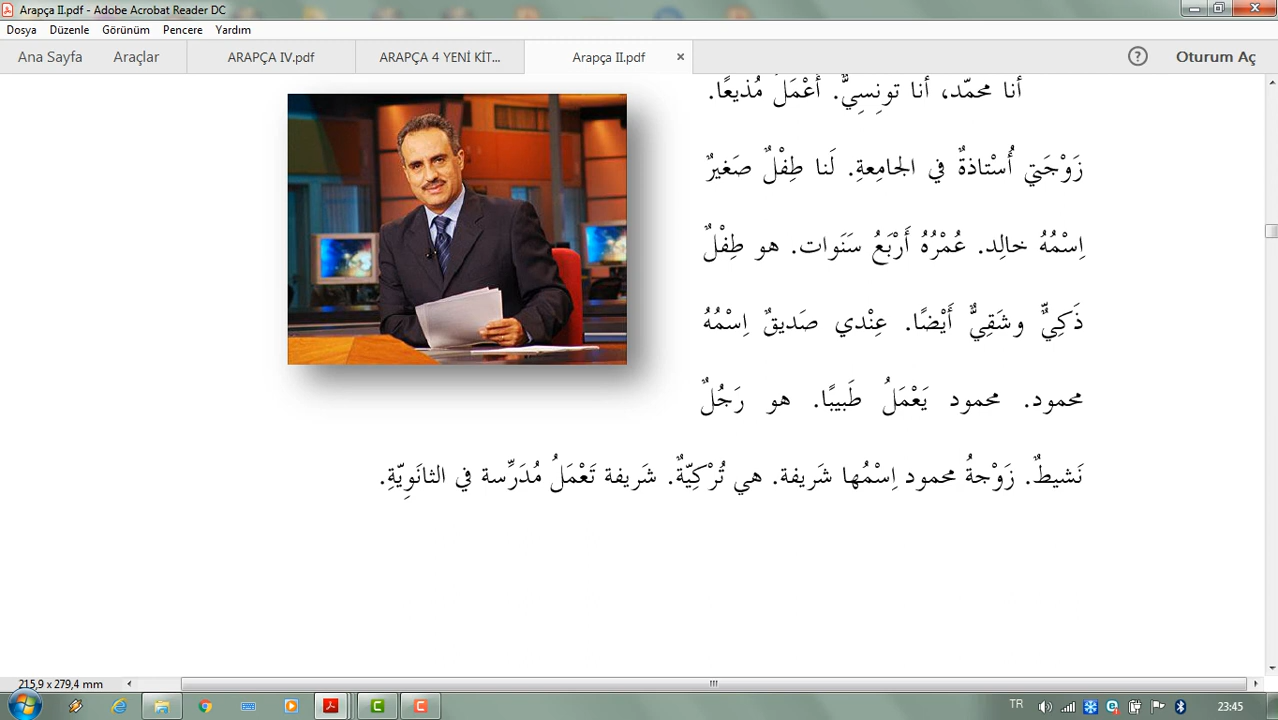 Arapça II.pdf - Adobe Acrobat Reader DC
Dosya Düzenle Görünüm Pencere Yardım
Ana Sayfa Araçlar ARAPÇA IV.pdf ARAPÇA 4 YENİ KİT... Arapça II.pdf × ? Oturum Aç
أنا محمّد، أنا تونِسِيٌّ. أَعْمَلُ مُذيعًا.
زَوْجَتي أُسْتاذةٌ في الجامِعةِ. لَنا طِفْلٌ صَغيرٌ
اِسْمُهُ خالِد. عُمْرُهُ أَرْبَعُ سَنَوات. هو طِفْلٌ
ذَكِيٌّ وشَقِيٌّ أَيْضًا. عِنْدي صَديقٌ اِسْمُهُ
محمود. محمود يَعْمَلُ طَبيبًا. هو رَجُلٌ
نَشيطٌ. زَوْجةُ محمود اِسْمُها شَريفة. هي تُرْكِيّةٌ. شَريفة تَعْمَلُ مُدَرِّسة في الثانَوِيّةِ.
215,9 x 279,4 mm
TR 23:45